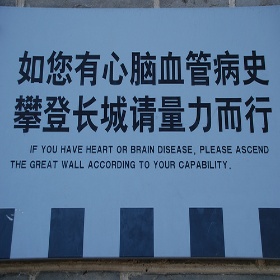 如您有心脑血管病史
攀登长城请量力而行
IF YOU HAVE HEART OR BRAIN DISEASE, PLEASE ASCEND
THE GREAT WALL ACCORDING TO YOUR CAPABILITY.